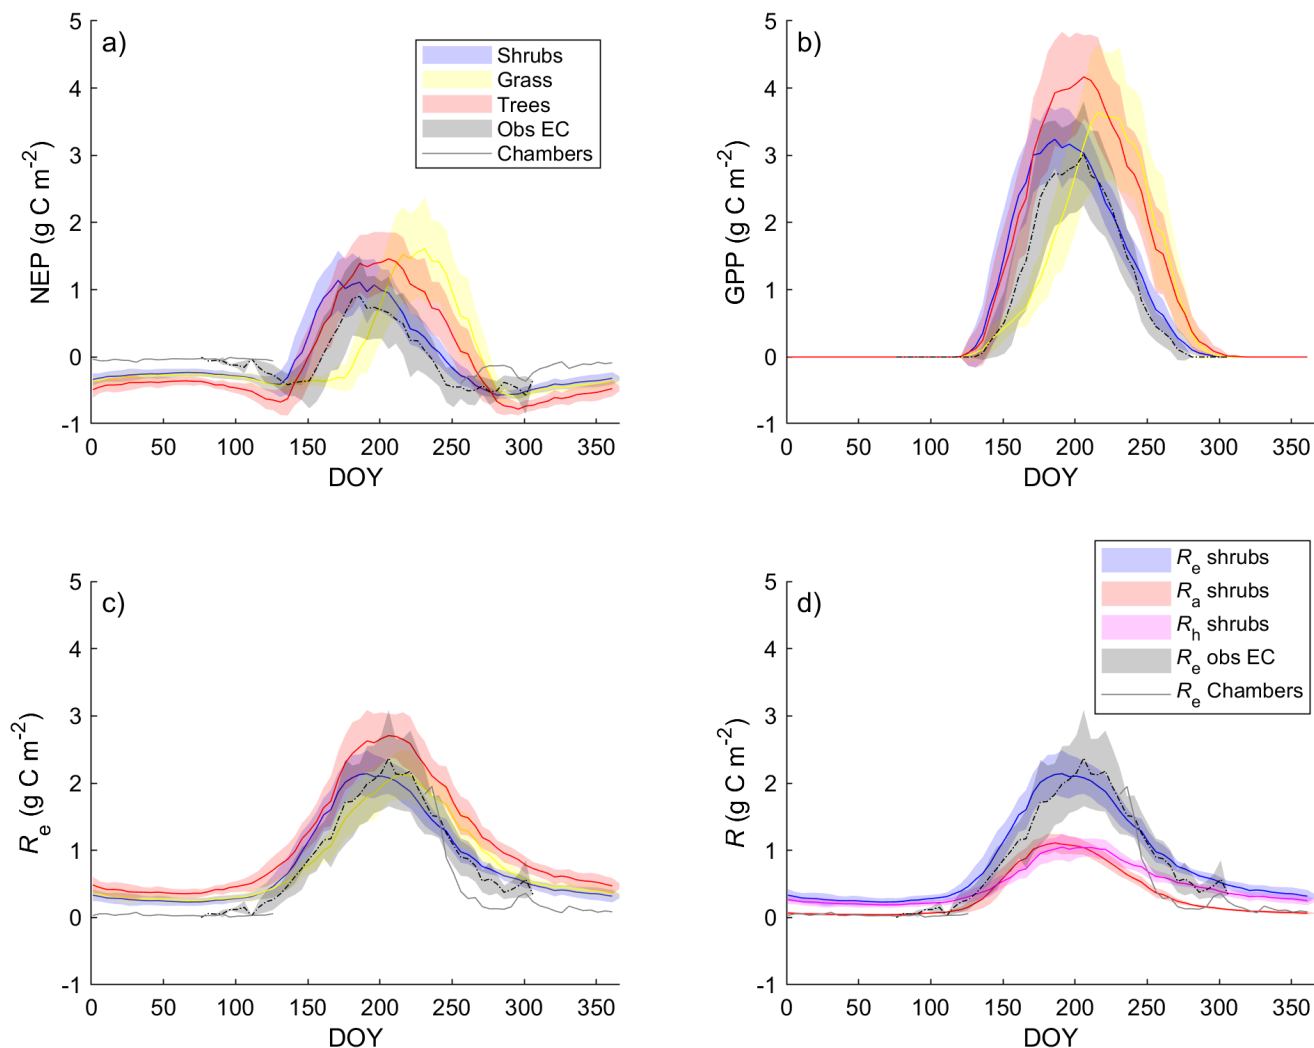 a)
5
4
3
2
1
0
-1
NEP (g C m-2)
0 50 100 150 200 250 300 350
DOY
Shrubs
Grass
Trees
Obs EC
Chambers
b)
5
4
3
2
1
0
-1
GPP (g C m-2)
0 50 100 150 200 250 300 350
DOY
c)
5
4
3
2
1
0
-1
Re (g C m-2)
0 50 100 150 200 250 300 350
DOY
d)
5
4
3
2
1
0
-1
R (g C m-2)
0 50 100 150 200 250 300 350
DOY
Re shrubs
Ra shrubs
Rh shrubs
Re obs EC
Re Chambers